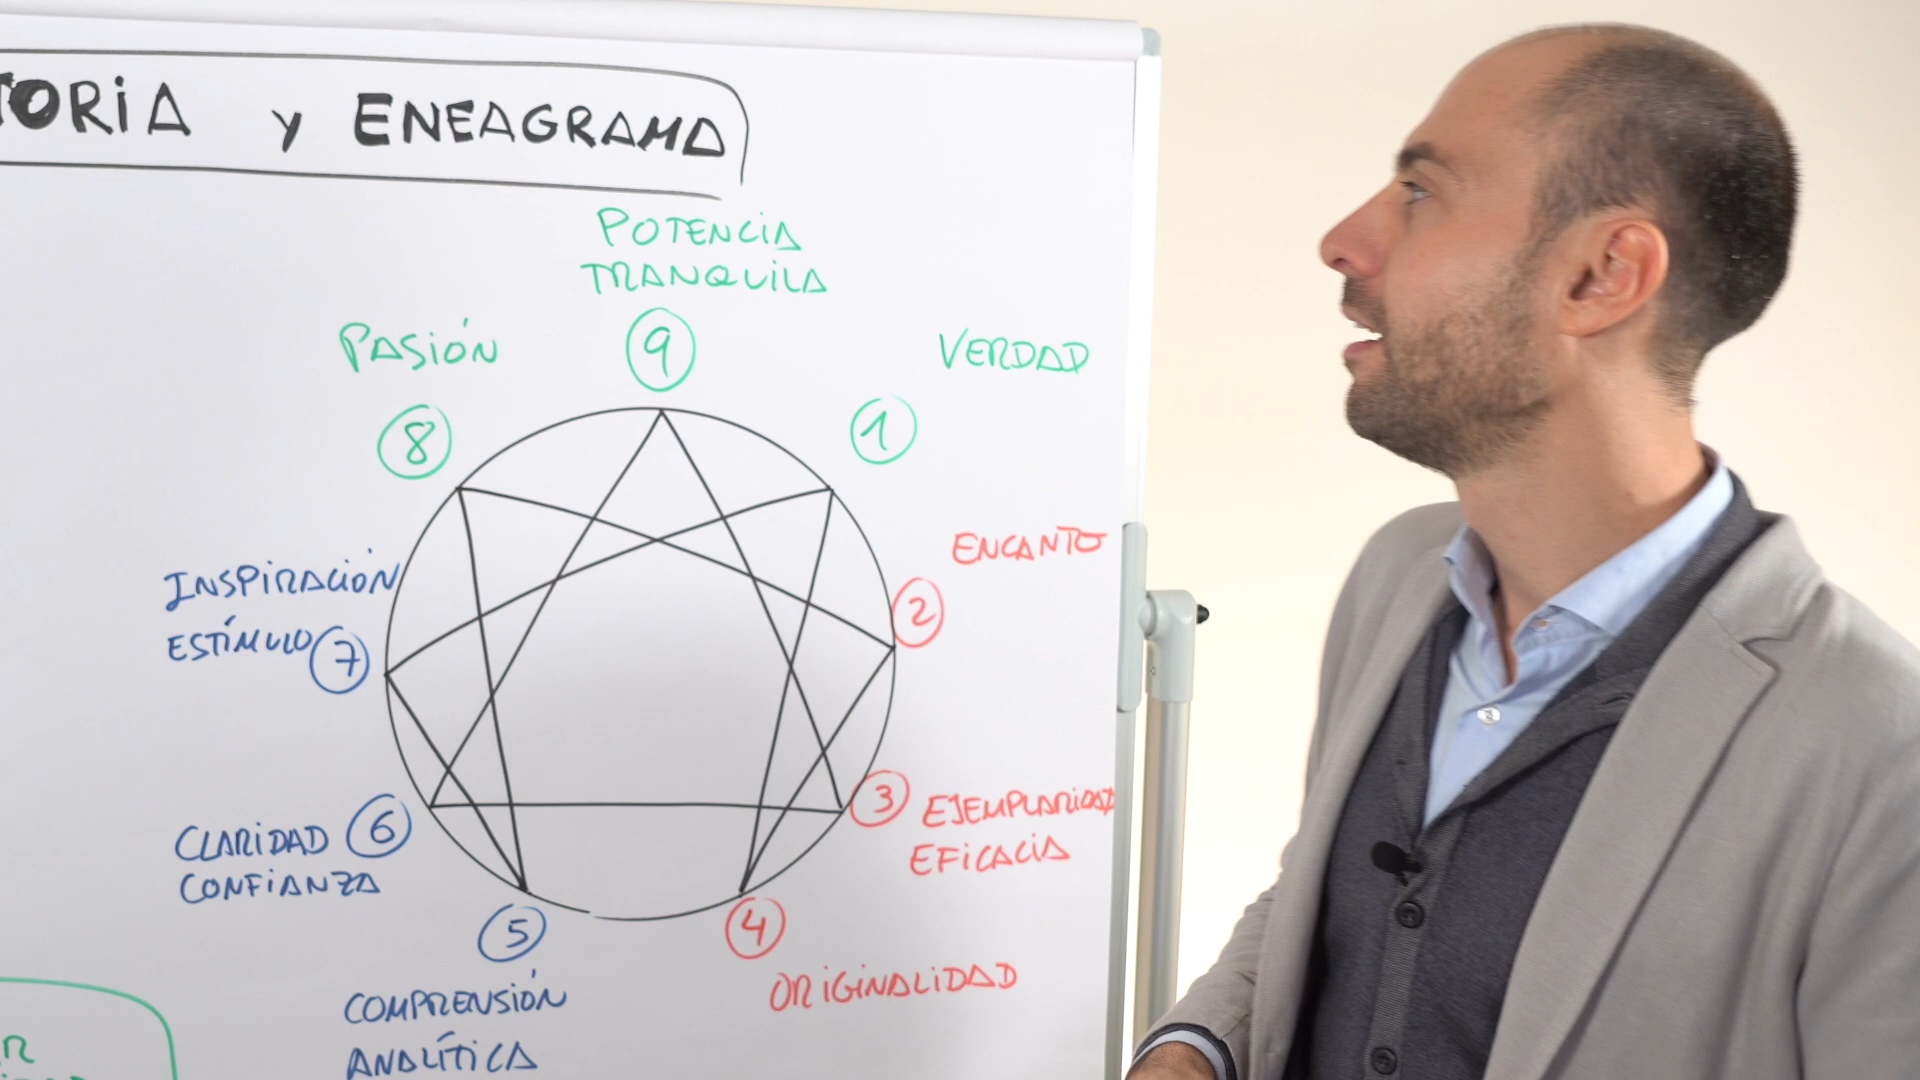 TORIA y ENEAGRAMA
POTENCIA
TRANQUILA
9
PASIÓN
8
VERDAD
1
ENCANTO
2
INSPIRACIÓN
ESTÍMULO 7
3 EJEMPLARIDAD
EFICACIA
CLARIDAD 6
CONFIANZA
5
4
ORIGINALIDAD
COMPRENSIÓN
ANALÍTICA